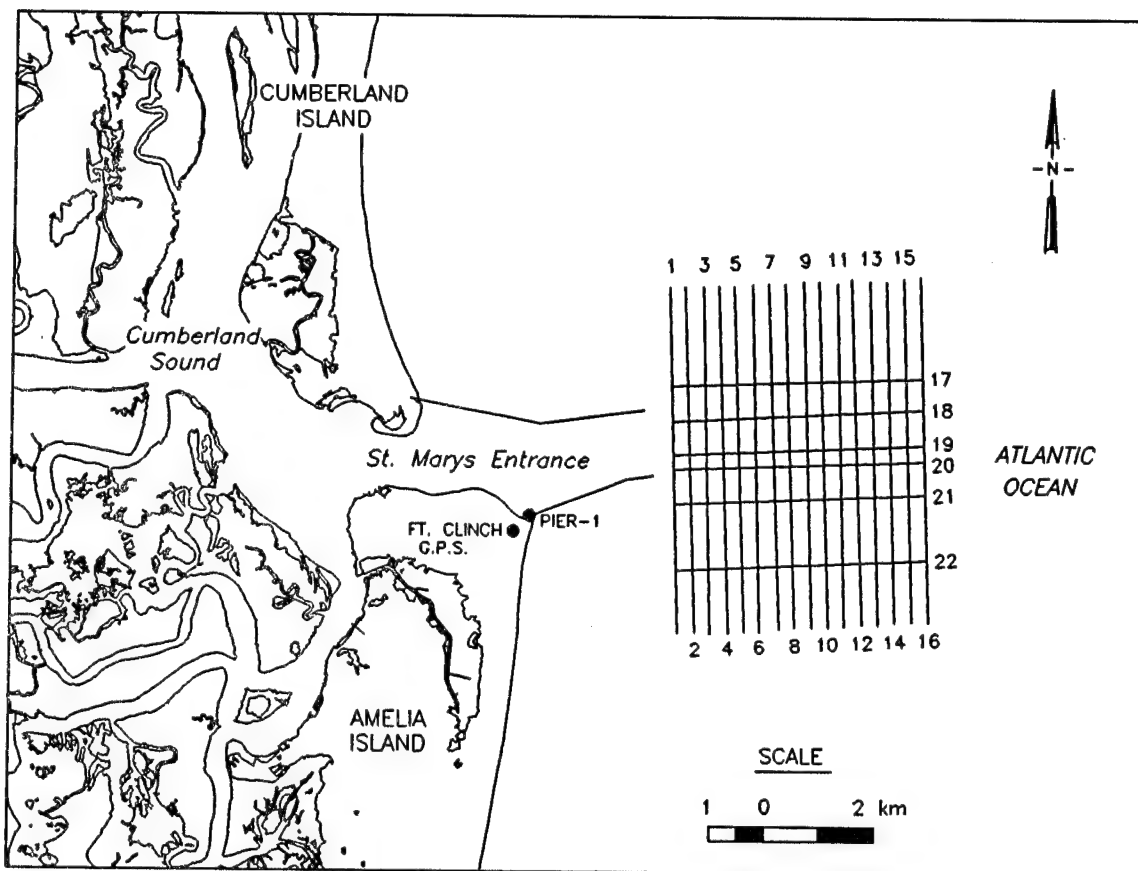 CUMBERLAND
ISLAND
-N-
1 3 5 7 9 11 13 15
Cumberland
Sound
17
18
19
20
21
22
St. Marys Entrance
ATLANTIC
OCEAN
FT. CLINCH
G.P.S.
PIER-1
2 4 6 8 10 12 14 16
AMELIA
ISLAND
SCALE
1 0 2 km